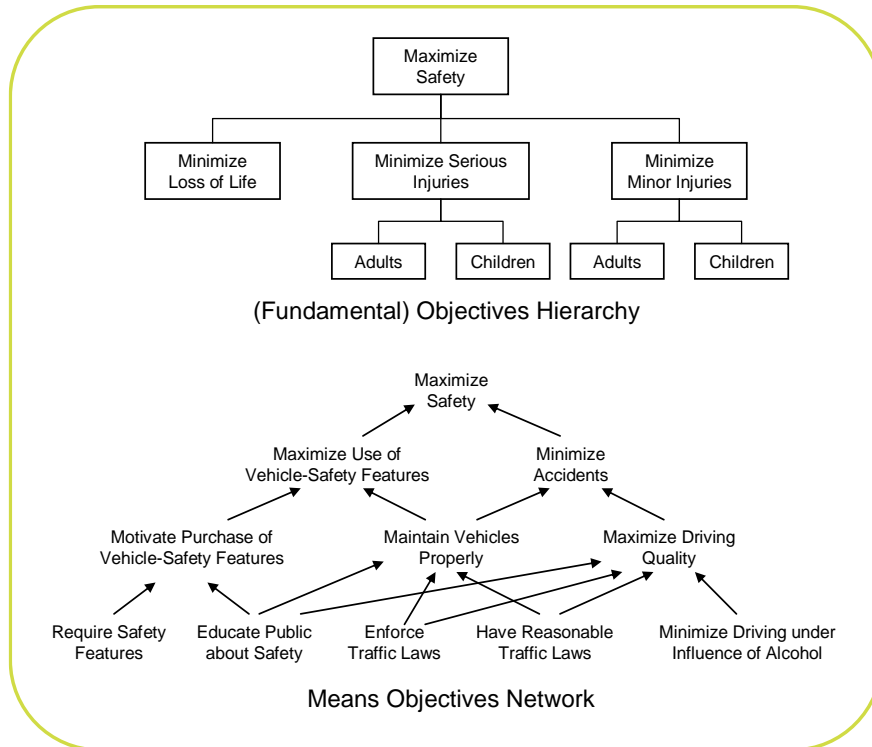 Maximize
Safety
Minimize
Loss of Life
Minimize Serious
Injuries
Minimize
Minor Injuries
Adults
Children
Adults
Children
(Fundamental) Objectives Hierarchy
Maximize
Safety
Maximize Use of
Vehicle-Safety Features
Minimize
Accidents
Motivate Purchase of
Vehicle-Safety Features
Maintain Vehicles
Properly
Maximize Driving
Quality
Require Safety
Features
Educate Public
about Safety
Enforce
Traffic Laws
Have Reasonable
Traffic Laws
Minimize Driving under
Influence of Alcohol
Means Objectives Network